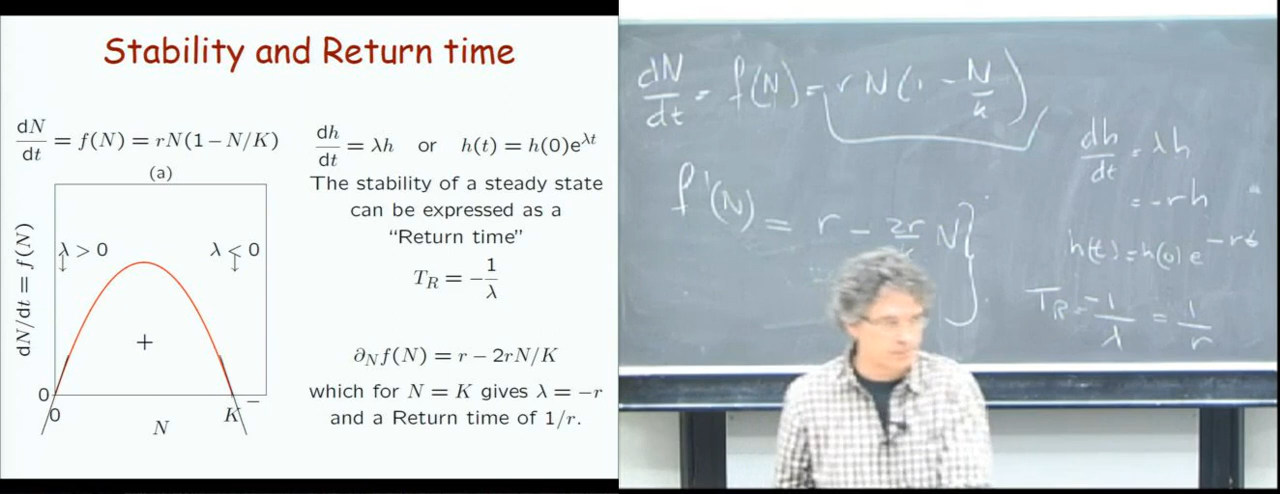 Stability and Return time
dN/dt = f(N) = rN(1 − N/K)
(a)
dN/dt = f(N)
λ > 0
λ < 0
+
−
0
0
K
N
dh/dt = λh or h(t) = h(0)e^λt
The stability of a steady state
can be expressed as a
“Return time”
T_R = −1/λ
∂_N f(N) = r − 2rN/K
which for N = K gives λ = −r
and a Return time of 1/r.
dN/dt = f(N) = rN(1 − N/k)
f'(N) = r − 2r N
dh/dt = λh
= −rh
h(t) = h(0) e^−rt
T_R = −1/λ = 1/r